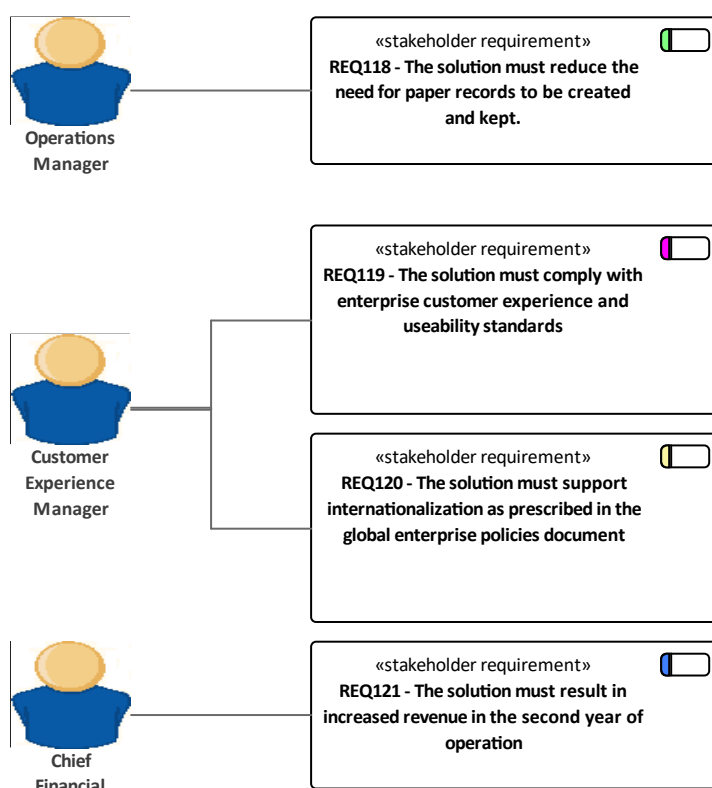 «stakeholder requirement»
REQ118 - The solution must reduce the
need for paper records to be created
and kept.
Operations
Manager
«stakeholder requirement»
REQ119 - The solution must comply with
enterprise customer experience and
useability standards
Customer
Experience
Manager
«stakeholder requirement»
REQ120 - The solution must support
internationalization as prescribed in the
global enterprise policies document
«stakeholder requirement»
REQ121 - The solution must result in
increased revenue in the second year of
operation
Chief
Financial